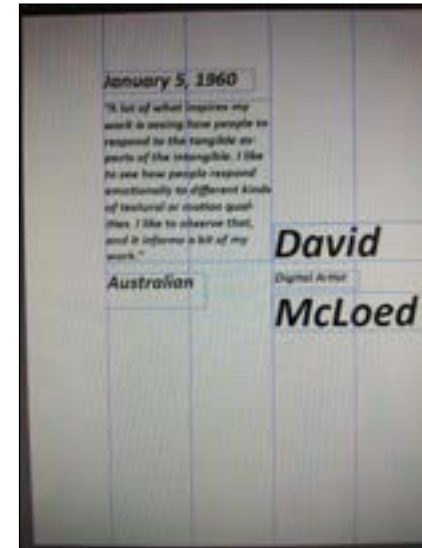 January 5, 1960
"A lot of what inspires my
work is seeing how people to
respond to the tangible as-
pects of the intangible. I like
to see how people respond
emotionally to different kinds
of textural or motion qual-
ities. I like to observe that,
and it informs a bit of my
work."
Australian
David
Digital Artist
McLoed